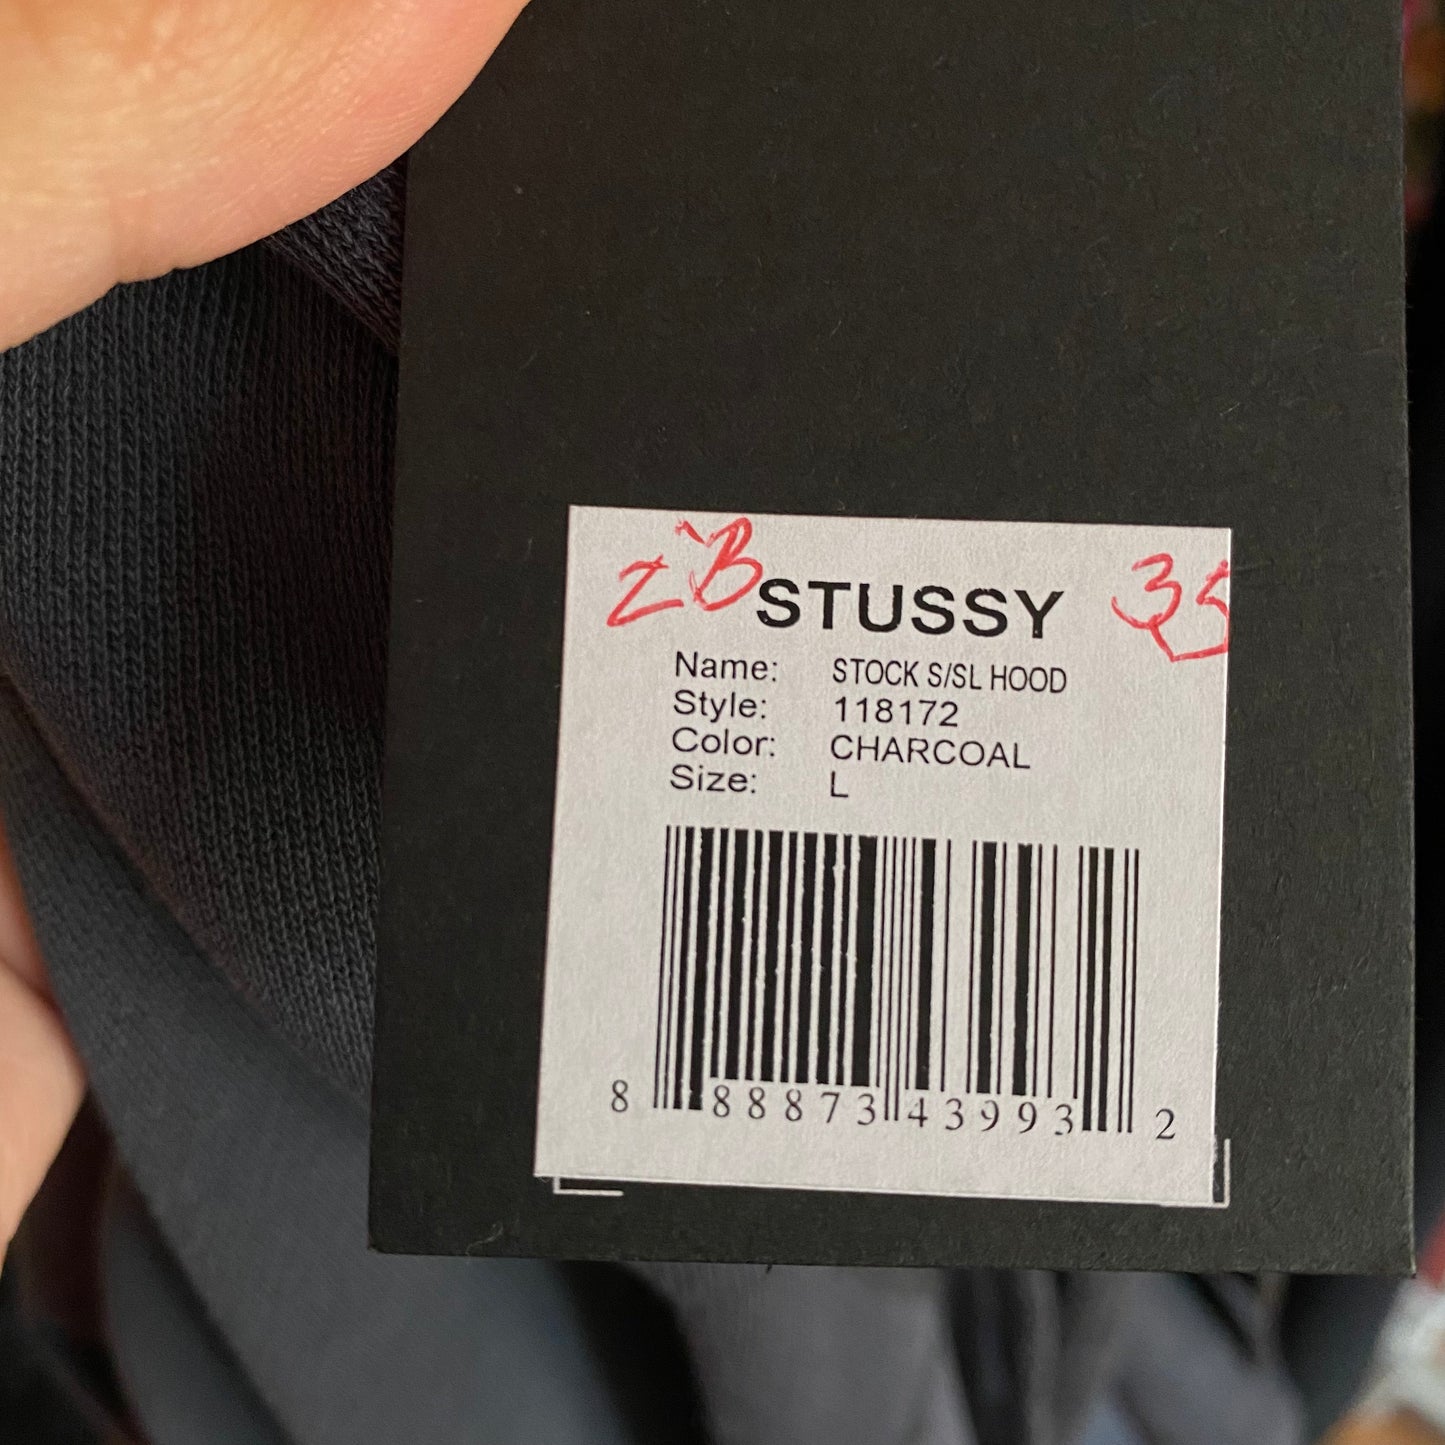 ZB STUSSY 35
Name: STOCK S/SL HOOD
Style: 118172
Color: CHARCOAL
Size: L
8 88873 43993 2